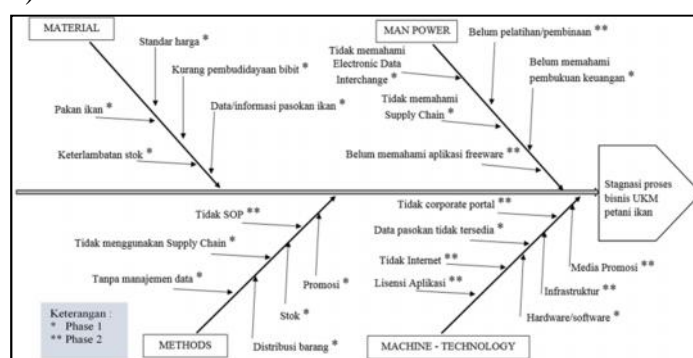 MATERIAL
Standar harga *
Kurang pembudidayaan bibit *
Pakan ikan *
Data/informasi pasokan ikan *
Keterlambatan stok *
MAN POWER
Belum pelatihan/pembinaan **
Tidak memahami
Electronic Data
Interchange *
Belum memahami
pembukuan keuangan *
Tidak memahami
Supply Chain *
Belum memahami aplikasi freeware **
Stagnasi proses
bisnis UKM
petani ikan
Tidak SOP **
Tidak menggunakan Supply Chain *
Tanpa manajemen data *
Promosi *
Stok *
Distribusi barang *
METHODS
Tidak corporate portal **
Data pasokan tidak tersedia *
Tidak Internet **
Lisensi Aplikasi **
Media Promosi **
Infrastruktur **
Hardware/software *
MACHINE - TECHNOLOGY
Keterangan :
* Phase 1
** Phase 2